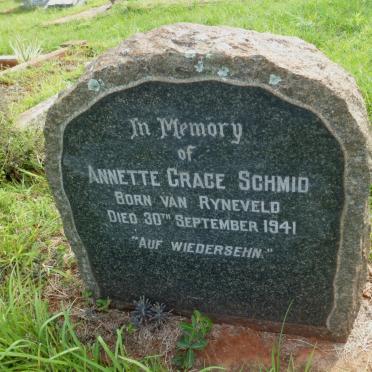 In Memory
of
Annette Grace Schmid
Born van Ryneveld
Died 30TH September 1941
"Auf wiedersehn"